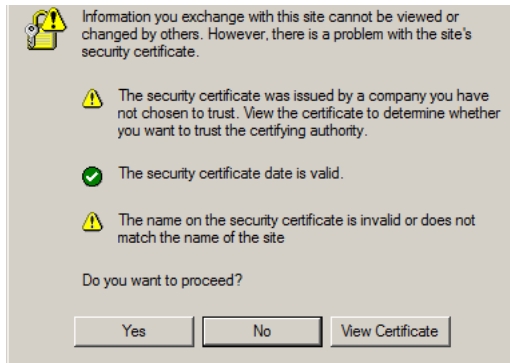 Information you exchange with this site cannot be viewed or
changed by others. However, there is a problem with the site's
security certificate.
The security certificate was issued by a company you have
not chosen to trust. View the certificate to determine whether
you want to trust the certifying authority.
The security certificate date is valid.
The name on the security certificate is invalid or does not
match the name of the site
Do you want to proceed?
Yes No View Certificate